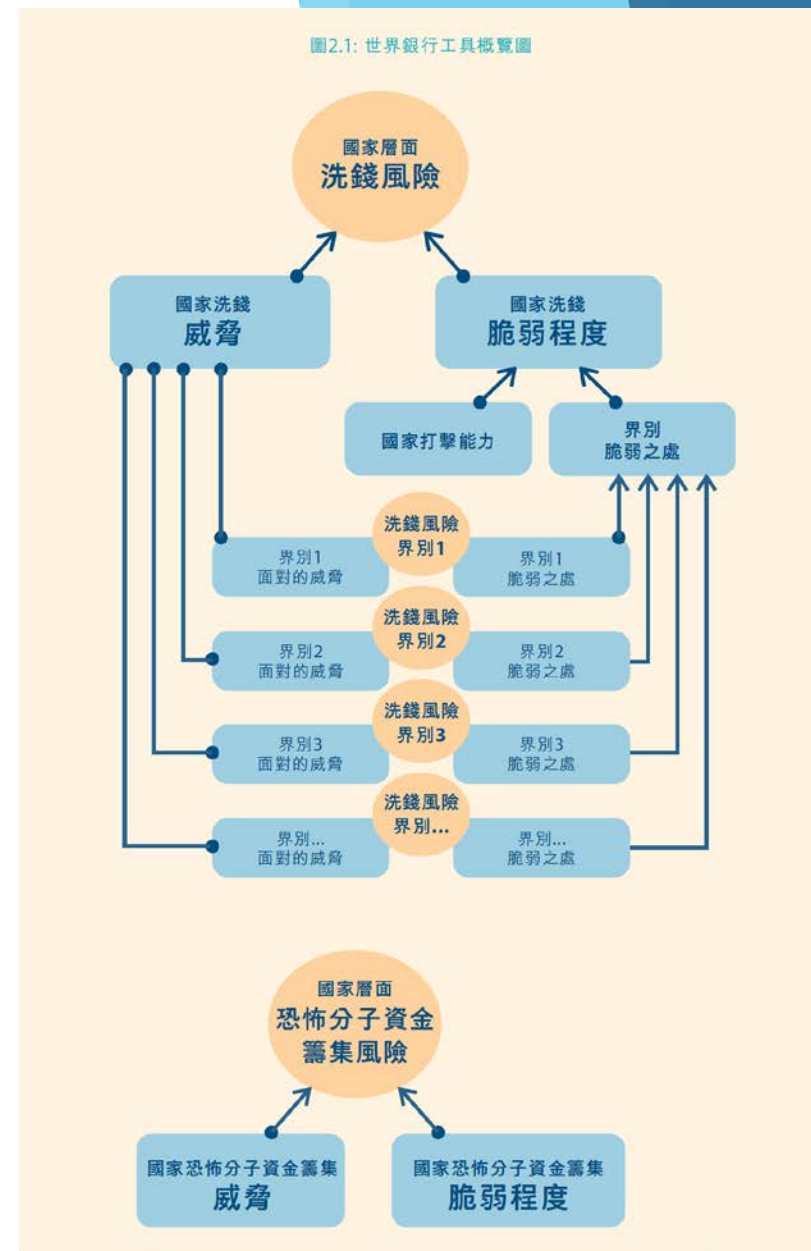 圖2.1: 世界銀行工具概覽圖
國家層面
洗錢風險
國家洗錢
威脅
國家洗錢
脆弱程度
國家打擊能力
界別
脆弱之處
洗錢風險
界別1
界別1
面對的威脅
界別1
脆弱之處
洗錢風險
界別2
界別2
面對的威脅
界別2
脆弱之處
洗錢風險
界別3
界別3
面對的威脅
界別3
脆弱之處
洗錢風險
界別...
界別...
面對的威脅
界別...
脆弱之處
國家層面
恐怖分子資金
籌集風險
國家恐怖分子資金籌集
威脅
國家恐怖分子資金籌集
脆弱程度